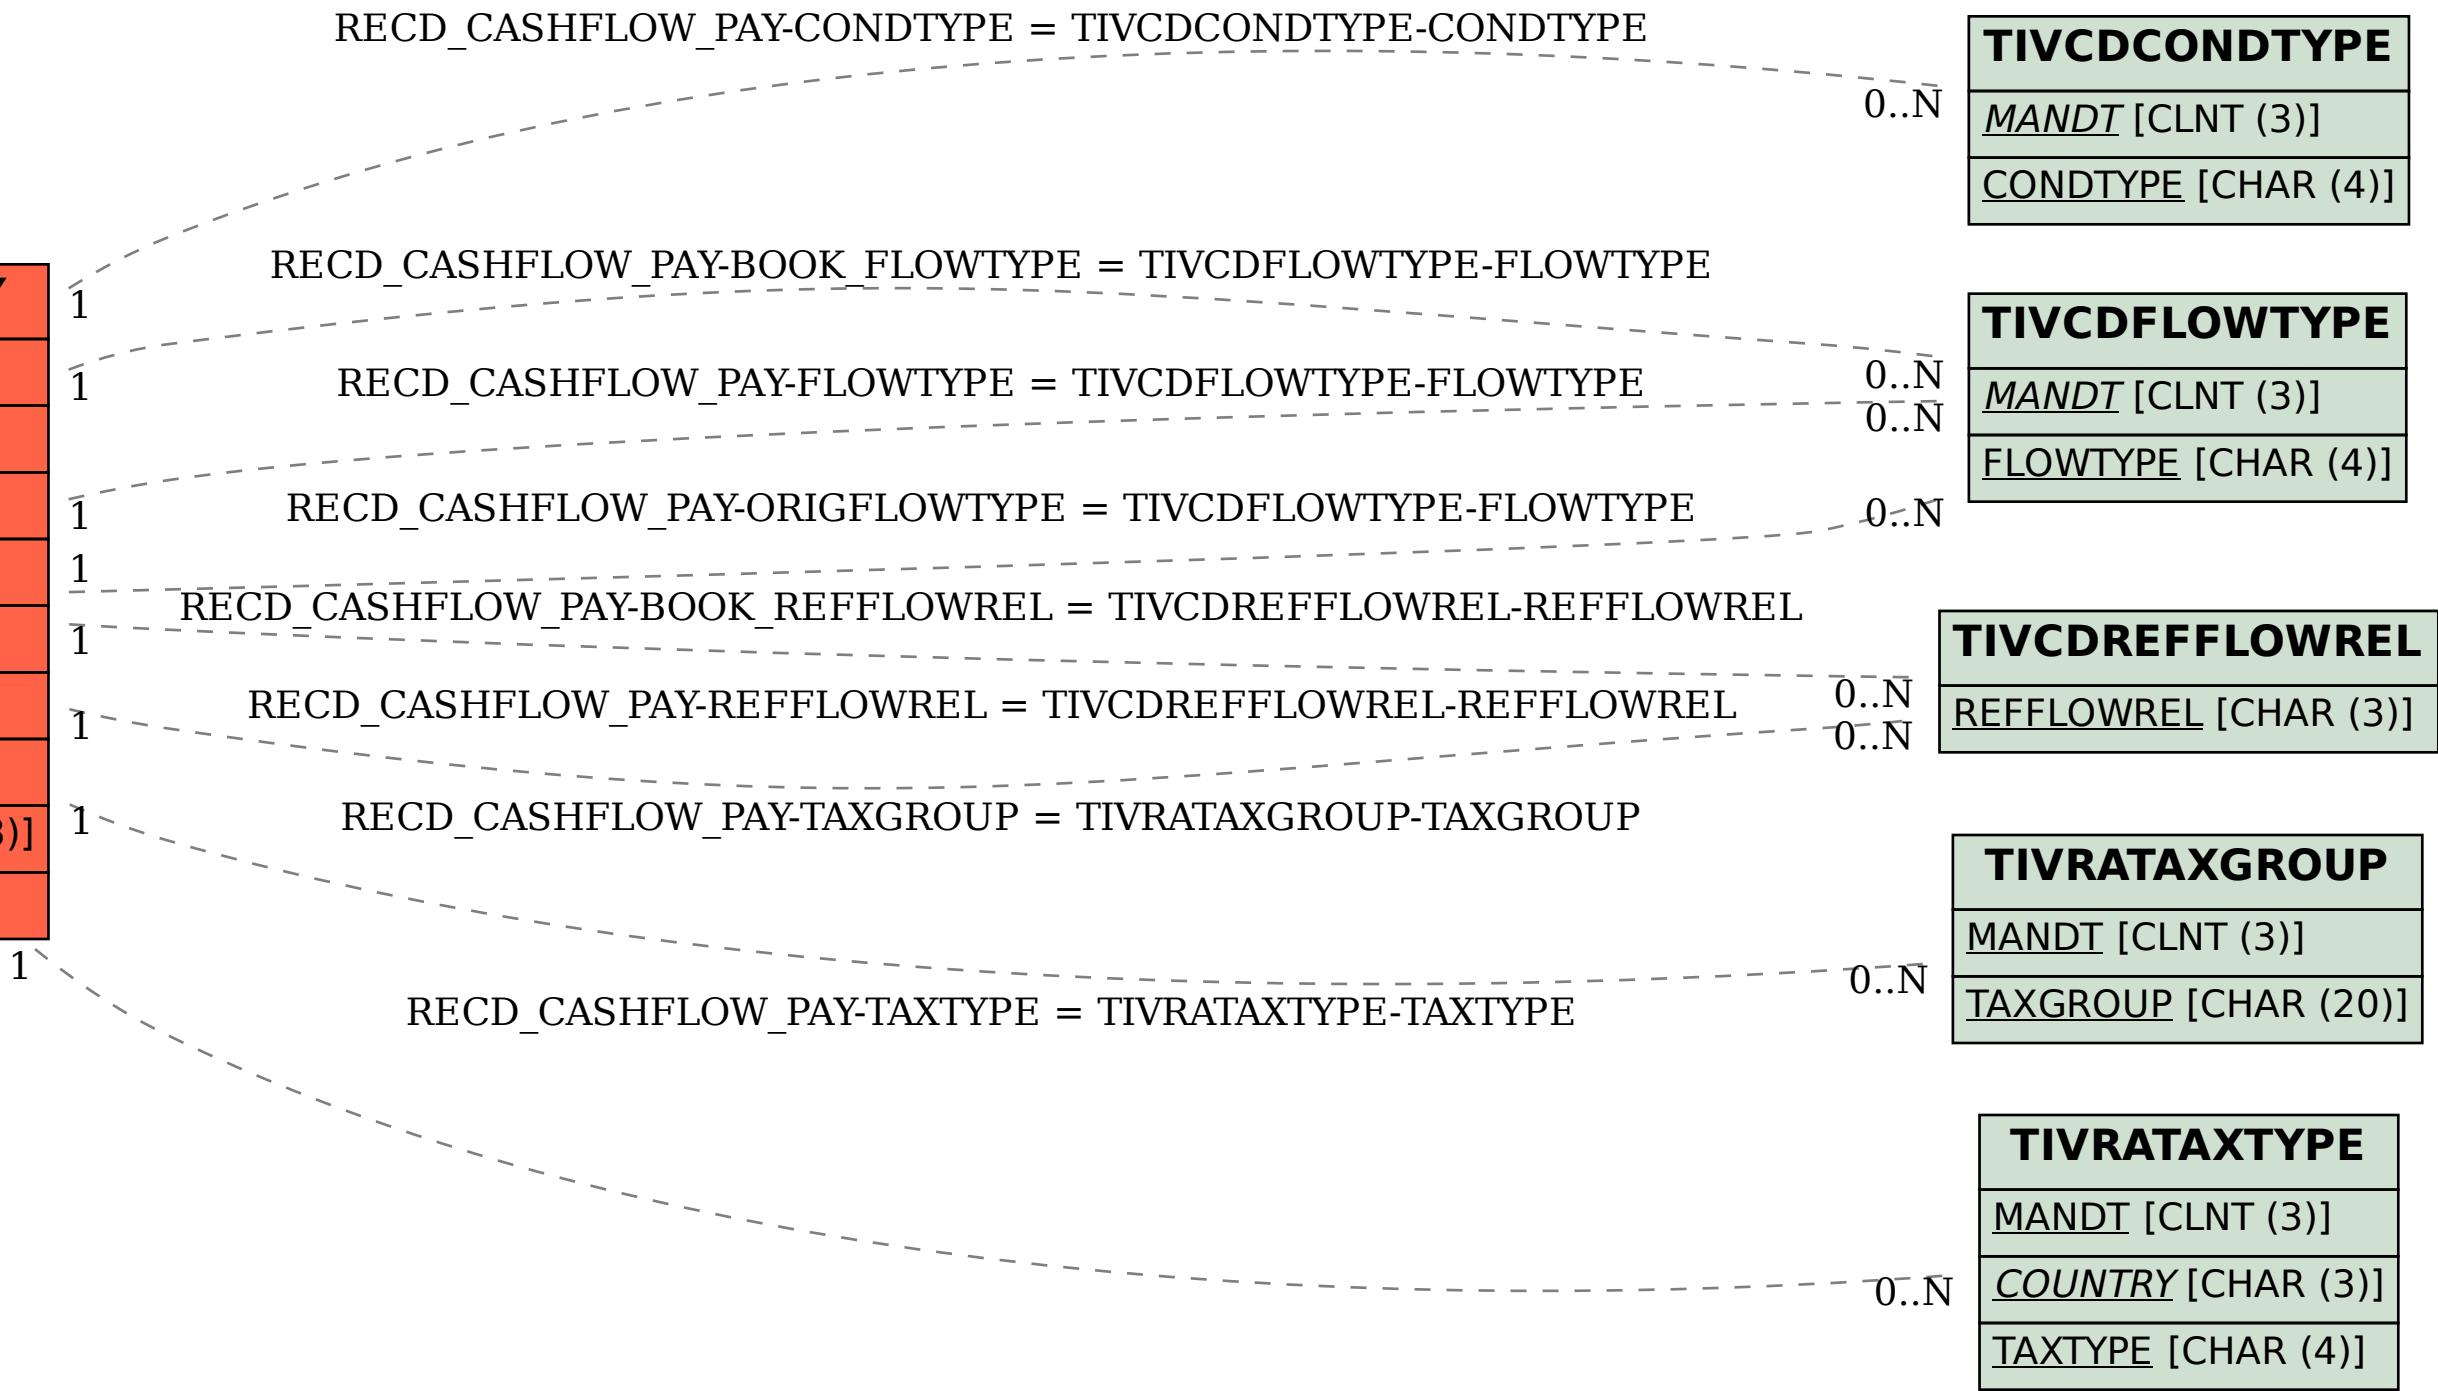 RECD_CASHFLOW_PAY-CONDTYPE = TIVCDCONDTYPE-CONDTYPE
1
0..N
TIVCDCONDTYPE
MANDT [CLNT (3)]
CONDTYPE [CHAR (4)]
RECD_CASHFLOW_PAY-BOOK_FLOWTYPE = TIVCDFLOWTYPE-FLOWTYPE
1
0..N
RECD_CASHFLOW_PAY-FLOWTYPE = TIVCDFLOWTYPE-FLOWTYPE
1
0..N
RECD_CASHFLOW_PAY-ORIGFLOWTYPE = TIVCDFLOWTYPE-FLOWTYPE
1
0..N
TIVCDFLOWTYPE
MANDT [CLNT (3)]
FLOWTYPE [CHAR (4)]
RECD_CASHFLOW_PAY-BOOK_REFFLOWREL = TIVCDREFFLOWREL-REFFLOWREL
1
0..N
RECD_CASHFLOW_PAY-REFFLOWREL = TIVCDREFFLOWREL-REFFLOWREL
1
0..N
TIVCDREFFLOWREL
REFFLOWREL [CHAR (3)]
)]
RECD_CASHFLOW_PAY-TAXGROUP = TIVRATAXGROUP-TAXGROUP
1
0..N
TIVRATAXGROUP
MANDT [CLNT (3)]
TAXGROUP [CHAR (20)]
RECD_CASHFLOW_PAY-TAXTYPE = TIVRATAXTYPE-TAXTYPE
1
0..N
TIVRATAXTYPE
MANDT [CLNT (3)]
COUNTRY [CHAR (3)]
TAXTYPE [CHAR (4)]